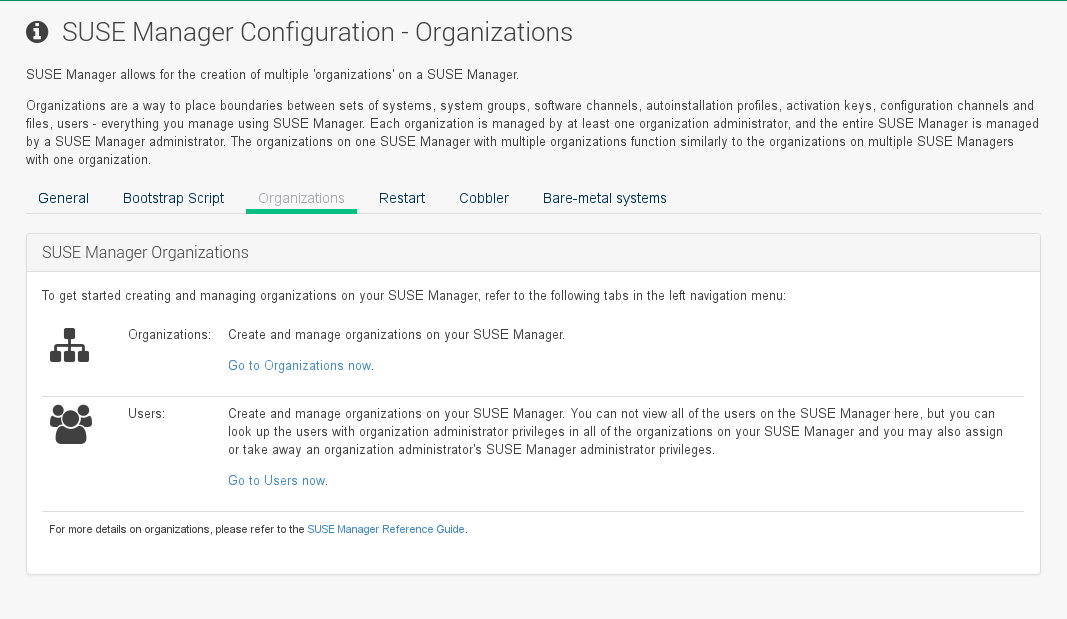 SUSE Manager Configuration - Organizations
SUSE Manager allows for the creation of multiple 'organizations' on a SUSE Manager.
Organizations are a way to place boundaries between sets of systems, system groups, software channels, autoinstallation profiles, activation keys, configuration channels and
files, users - everything you manage using SUSE Manager. Each organization is managed by at least one organization administrator, and the entire SUSE Manager is managed
by a SUSE Manager administrator. The organizations on one SUSE Manager with multiple organizations function similarly to the organizations on multiple SUSE Managers
with one organization.
General Bootstrap Script Organizations Restart Cobbler Bare-metal systems
SUSE Manager Organizations
To get started creating and managing organizations on your SUSE Manager, refer to the following tabs in the left navigation menu:
Organizations: Create and manage organizations on your SUSE Manager.
Go to Organizations now.
Users: Create and manage organizations on your SUSE Manager. You can not view all of the users on the SUSE Manager here, but you can
look up the users with organization administrator privileges in all of the organizations on your SUSE Manager and you may also assign
or take away an organization administrator's SUSE Manager administrator privileges.
Go to Users now.
For more details on organizations, please refer to the SUSE Manager Reference Guide.